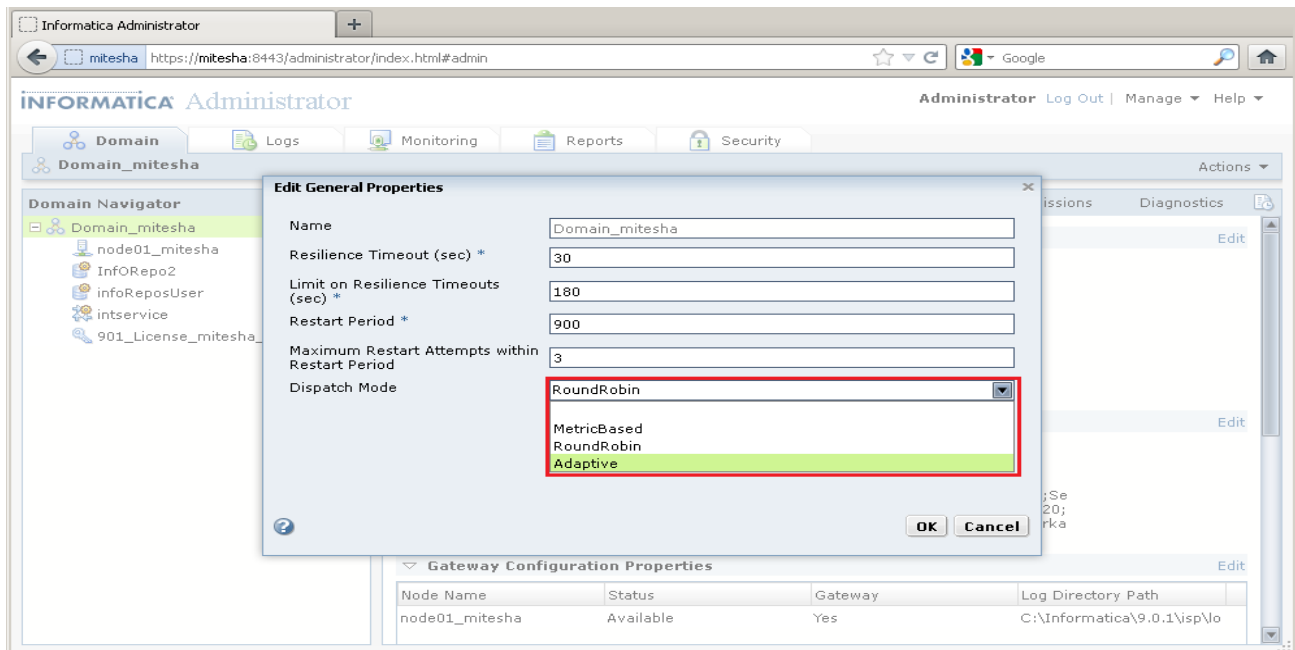 Informatica Administrator
+
mitesha https://mitesha:8443/administrator/index.html#admin
Google
INFORMATICA Administrator
Administrator Log Out | Manage Help
Domain Logs Monitoring Reports Security
Domain_mitesha Actions
Domain Navigator
Domain_mitesha
node01_mitesha
InfORepo2
infoReposUser
intservice
901_License_mitesha_
issions Diagnostics
Edit
Edit General Properties
Name Domain_mitesha
Resilience Timeout (sec) * 30
Limit on Resilience Timeouts
(sec) * 180
Restart Period * 900
Maximum Restart Attempts within
Restart Period 3
Dispatch Mode RoundRobin
MetricBased
RoundRobin
Adaptive
OK Cancel
Edit
;Se
20;
rka
Gateway Configuration Properties Edit
Node Name Status Gateway Log Directory Path
node01_mitesha Available Yes C:\Informatica\9.0.1\isp\lo